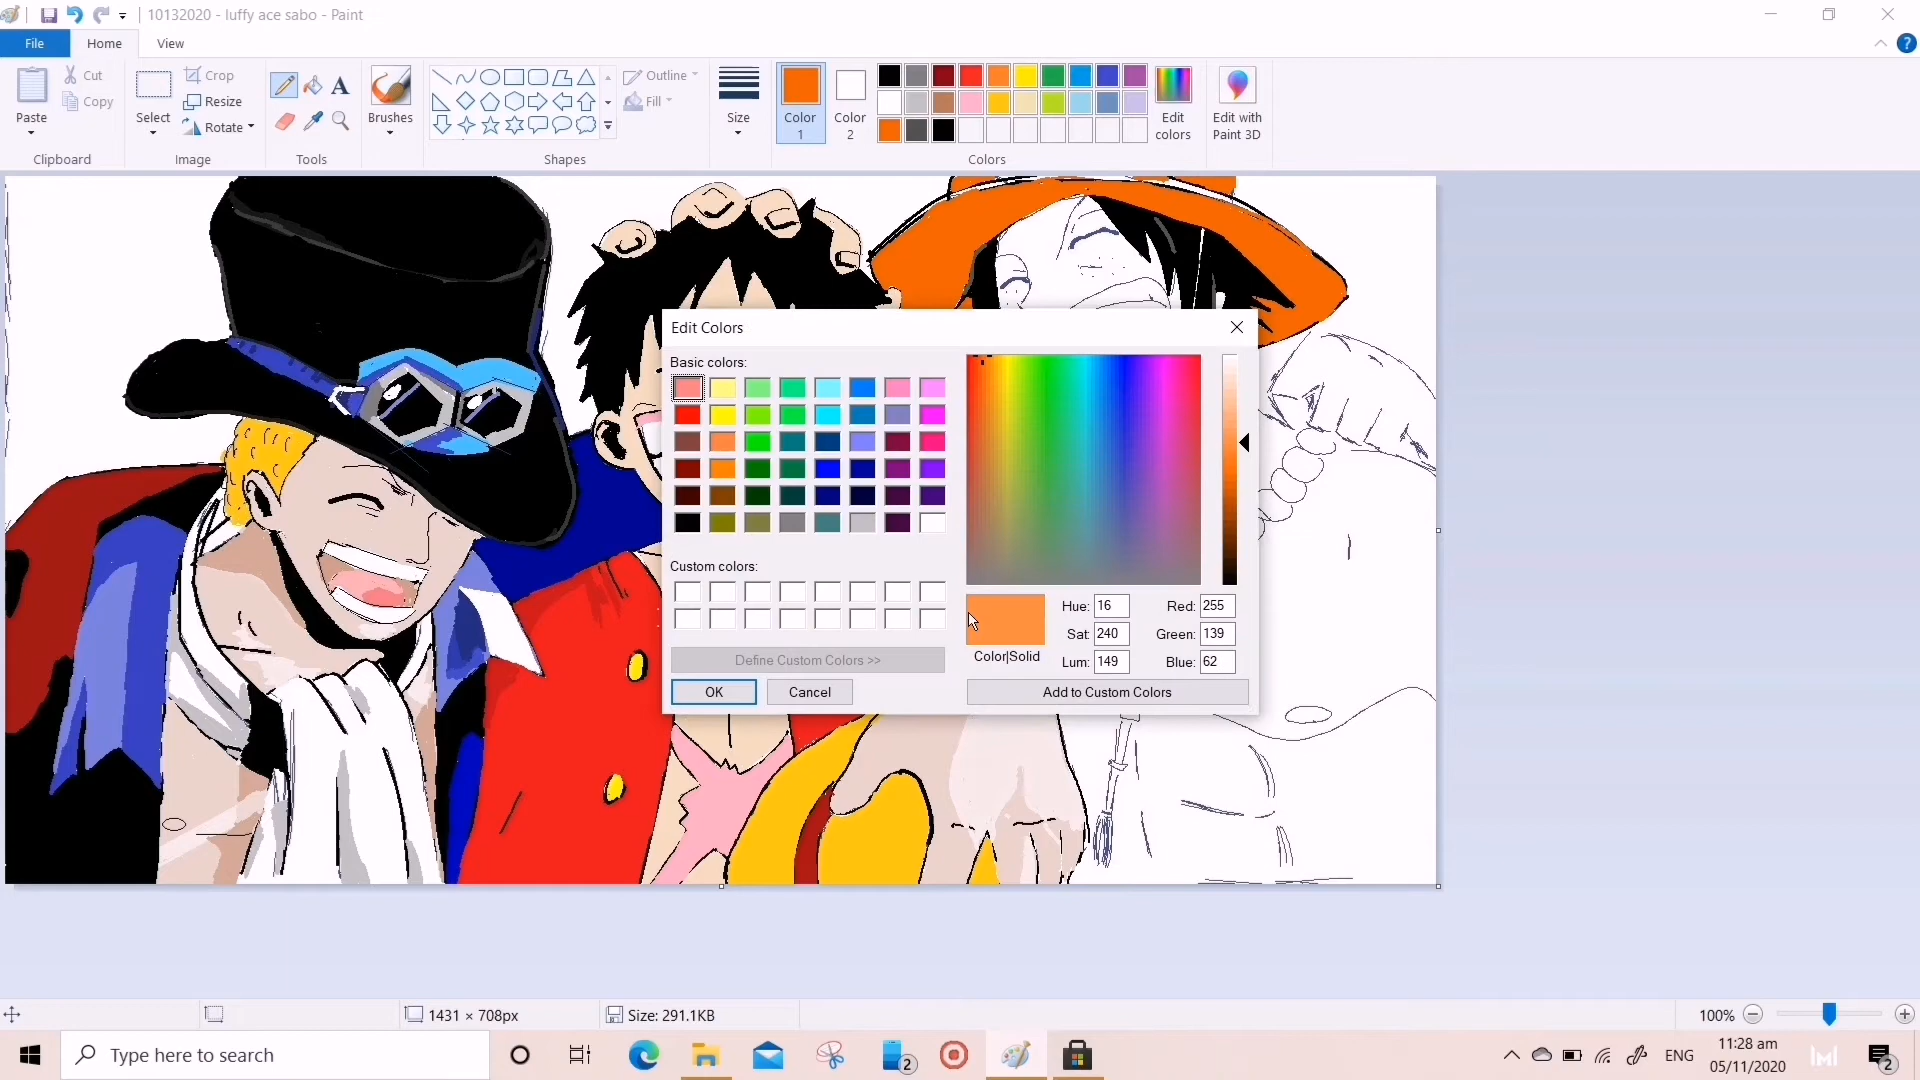 10132020 - luffy ace sabo - Paint
File
Home
View
Paste
Cut
Copy
Clipboard
Select
Crop
Resize
Rotate
Image
A
Tools
Brushes
Outline
Fill
Shapes
Size
Color
1
Color
2
Edit
colors
Colors
Edit with
Paint 3D
?
Edit Colors
Basic colors:
Custom colors:
Define Custom Colors >>
OK
Cancel
Color|Solid
Hue: 16
Sat: 240
Lum: 149
Red: 255
Green: 139
Blue: 62
Add to Custom Colors
1431 × 708px
Size: 291.1KB
100%
Type here to search
2
ENG
11:28 am
05/11/2020
2